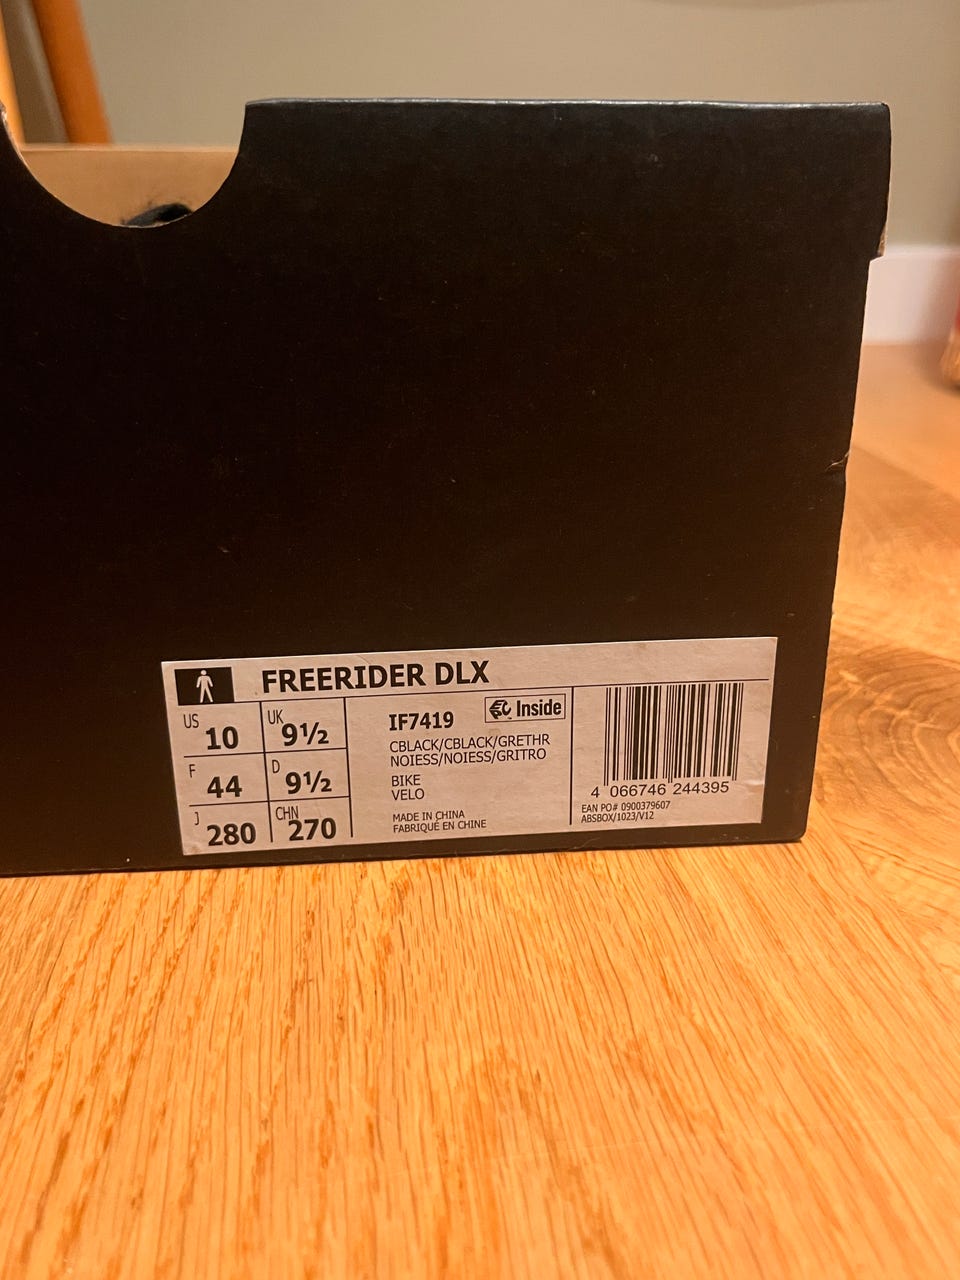 FREERIDER DLX
US 10 UK 9½
F 44 D 9½
J 280 CHN 270
IF7419 Inside
CBLACK/CBLACK/GRETHR
NOIESS/NOIESS/GRITRO
BIKE
VELO
MADE IN CHINA
FABRIQUÉ EN CHINE
4 066746 244395
EAN PO# 0900379607
ABSBOX/1023/V12